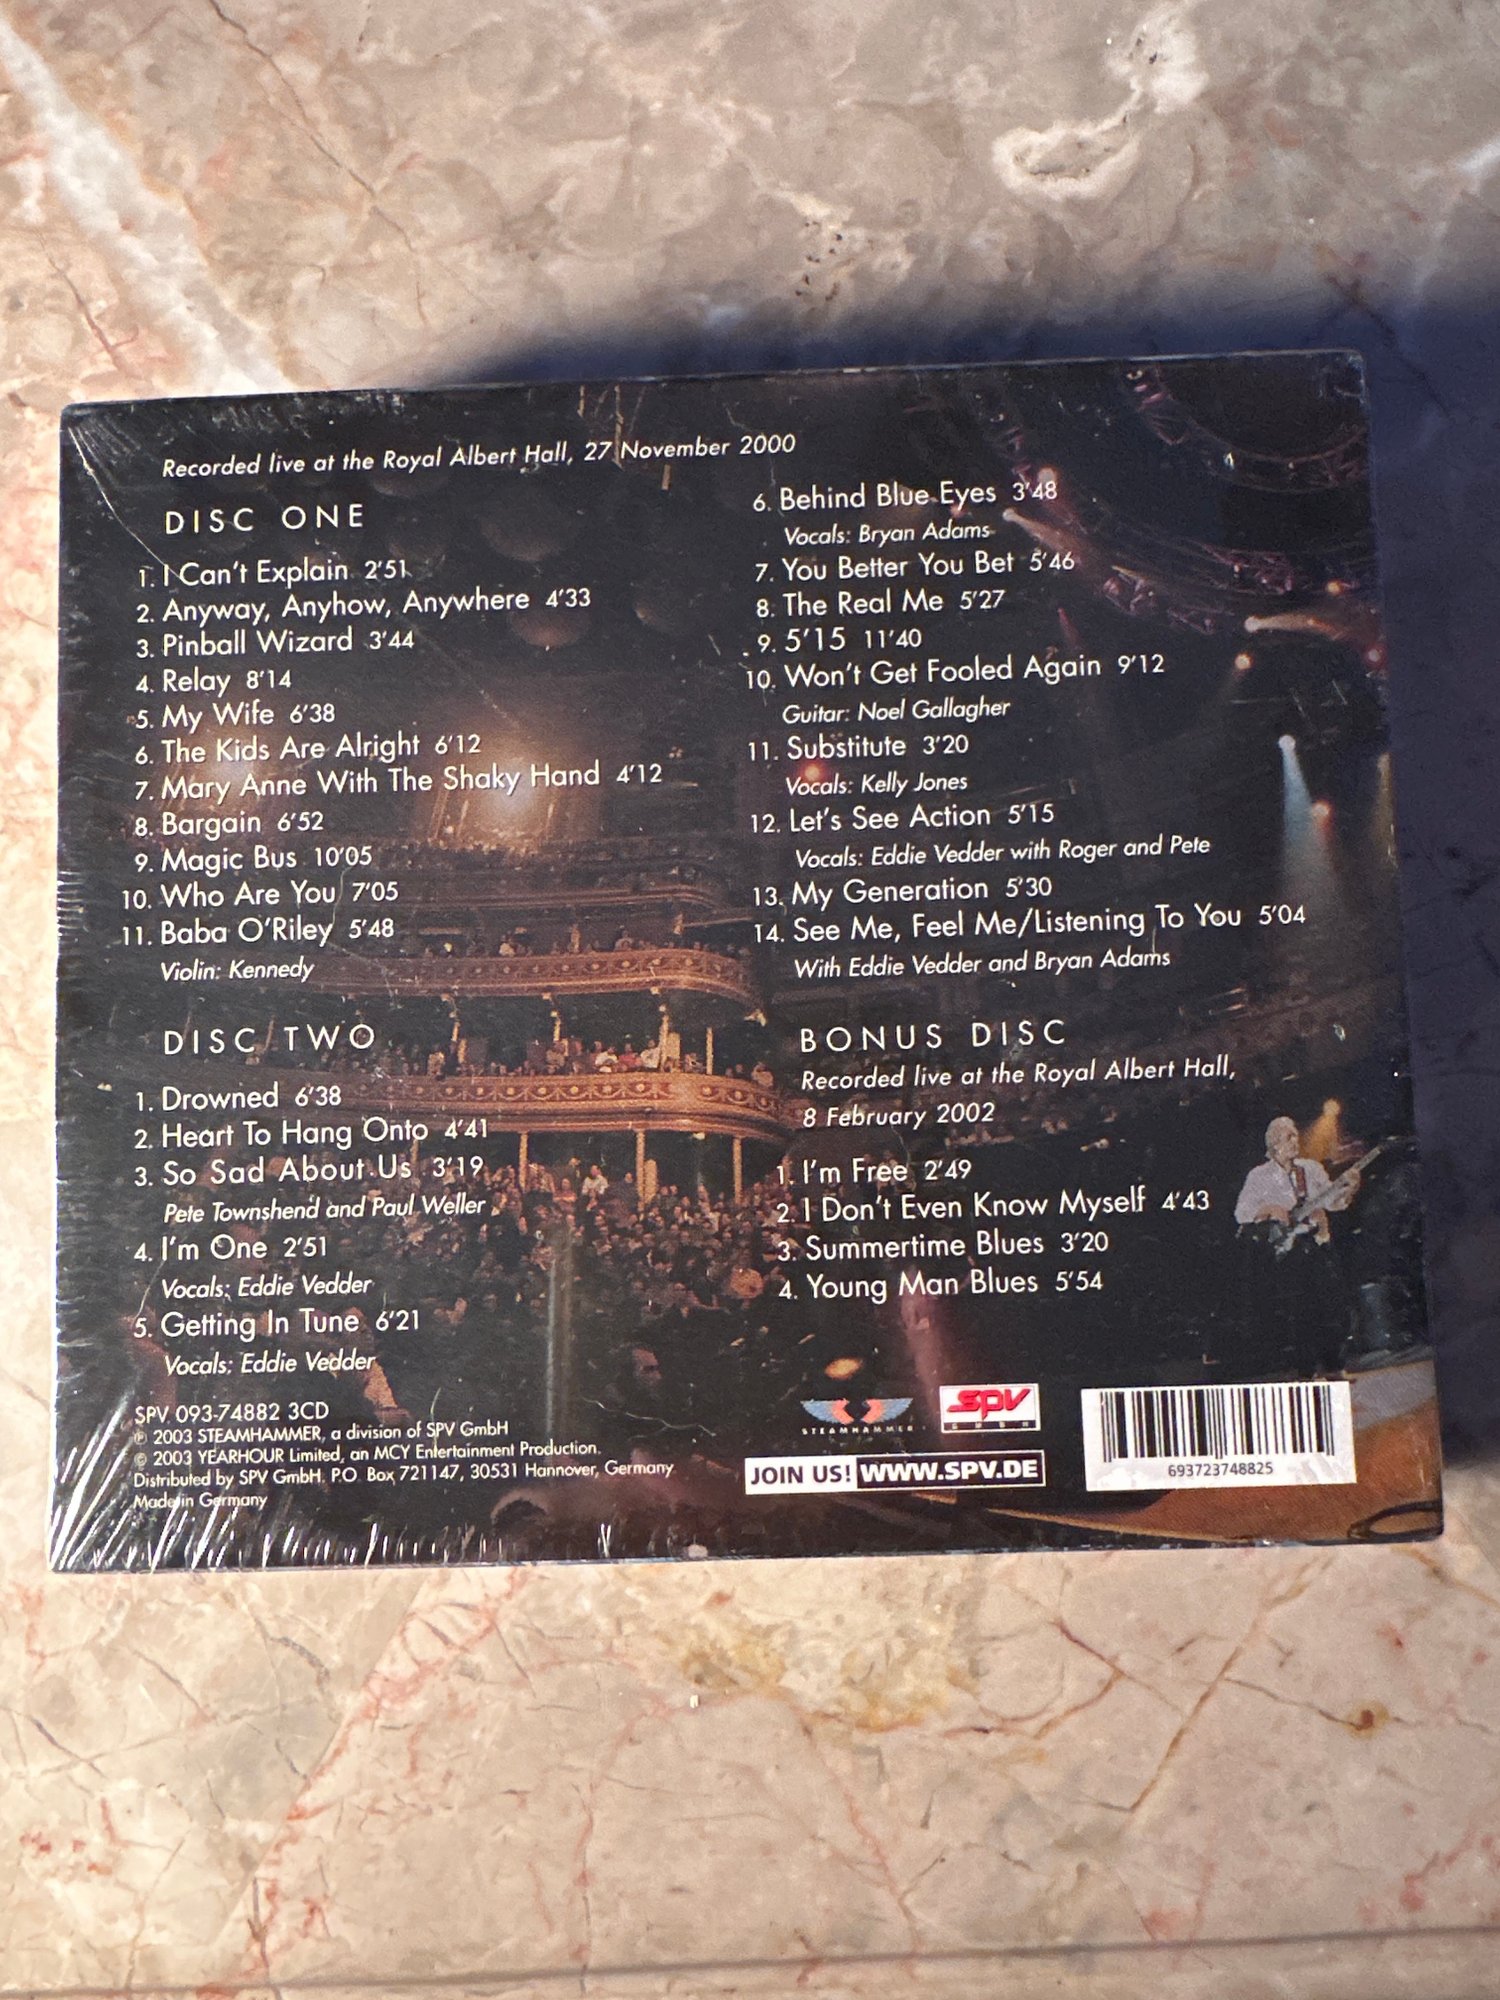 Recorded live at the Royal Albert Hall, 27 November 2000
DISC ONE
1. I Can't Explain 2'51
2. Anyway, Anyhow, Anywhere 4'33
3. Pinball Wizard 3'44
4. Relay 8'14
5. My Wife 6'38
6. The Kids Are Alright 6'12
7. Mary Anne With The Shaky Hand 4'12
8. Bargain 6'52
9. Magic Bus 10'05
10. Who Are You 7'05
11. Baba O'Riley 5'48
Violin: Kennedy
DISC TWO
1. Drowned 6'38
2. Heart To Hang Onto 4'41
3. So Sad About Us 3'19
Pete Townshend and Paul Weller
4. I'm One 2'51
Vocals: Eddie Vedder
5. Getting In Tune 6'21
Vocals: Eddie Vedder
6. Behind Blue Eyes 3'48
Vocals: Bryan Adams
7. You Better You Bet 5'46
8. The Real Me 5'27
9. 5'15 11'40
10. Won't Get Fooled Again 9'12
Guitar: Noel Gallagher
11. Substitute 3'20
Vocals: Kelly Jones
12. Let's See Action 5'15
Vocals: Eddie Vedder with Roger and Pete
13. My Generation 5'30
14. See Me, Feel Me/Listening To You 5'04
With Eddie Vedder and Bryan Adams
BONUS DISC
Recorded live at the Royal Albert Hall,
8 February 2002
1. I'm Free 2'49
2. I Don't Even Know Myself 4'43
3. Summertime Blues 3'20
4. Young Man Blues 5'54
SPV 093-74882 3CD
℗ 2003 STEAMHAMMER, a division of SPV GmbH
© 2003 YEARHOUR Limited, an MCY Entertainment Production.
Distributed by SPV GmbH. P.O. Box 721147, 30531 Hannover, Germany
Made in Germany
STEAMHAMMER
SPV
GMBH
JOIN US! WWW.SPV.DE
693723748825